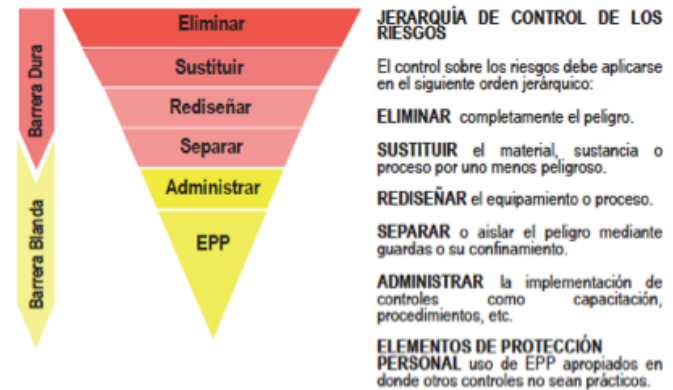 Barrera Dura
Barrera Blanda
Eliminar
Sustituir
Rediseñar
Separar
Administrar
EPP
JERARQUÍA DE CONTROL DE LOS
RIESGOS
El control sobre los riesgos debe aplicarse
en el siguiente orden jerárquico:
ELIMINAR completamente el peligro.
SUSTITUIR el material, sustancia o
proceso por uno menos peligroso.
REDISEÑAR el equipamiento o proceso.
SEPARAR o aislar el peligro mediante
guardas o su confinamiento.
ADMINISTRAR la implementación de
controles como capacitación,
procedimientos, etc.
ELEMENTOS DE PROTECCIÓN
PERSONAL uso de EPP apropiados en
donde otros controles no sean prácticos.